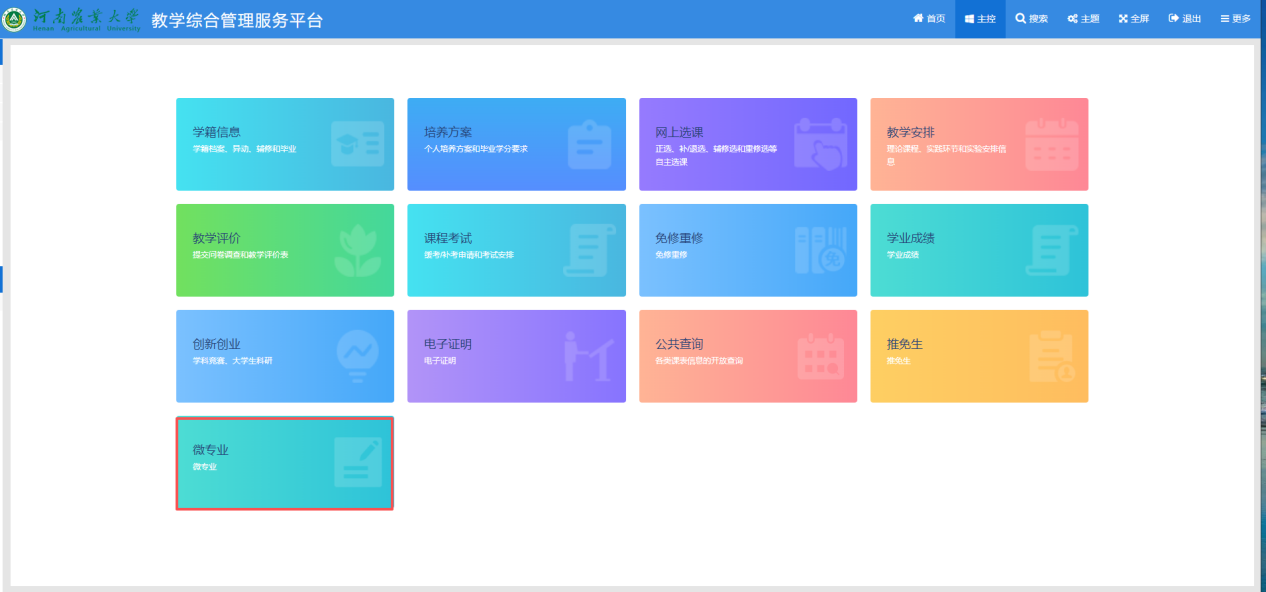 河南农业大学
Henan Agricultural University
教学综合管理服务平台
首页 主控 搜索 主题 全屏 退出 更多
学籍信息
学籍档案、异动、辅修和毕业
培养方案
个人培养方案和毕业学分要求
网上选课
正选、补/退选、辅修选和重修选等
自主选课
教学安排
理论课程、实践环节和实验安排信
息
教学评价
提交问卷调查和教学评价表
课程考试
缓考/补考申请和考试安排
免修重修
免修重修
免
学业成绩
学业成绩
创新创业
学科竞赛、大学生科研
电子证明
电子证明
公共查询
各类课表信息的开放查询
推免生
推免生
微专业
微专业